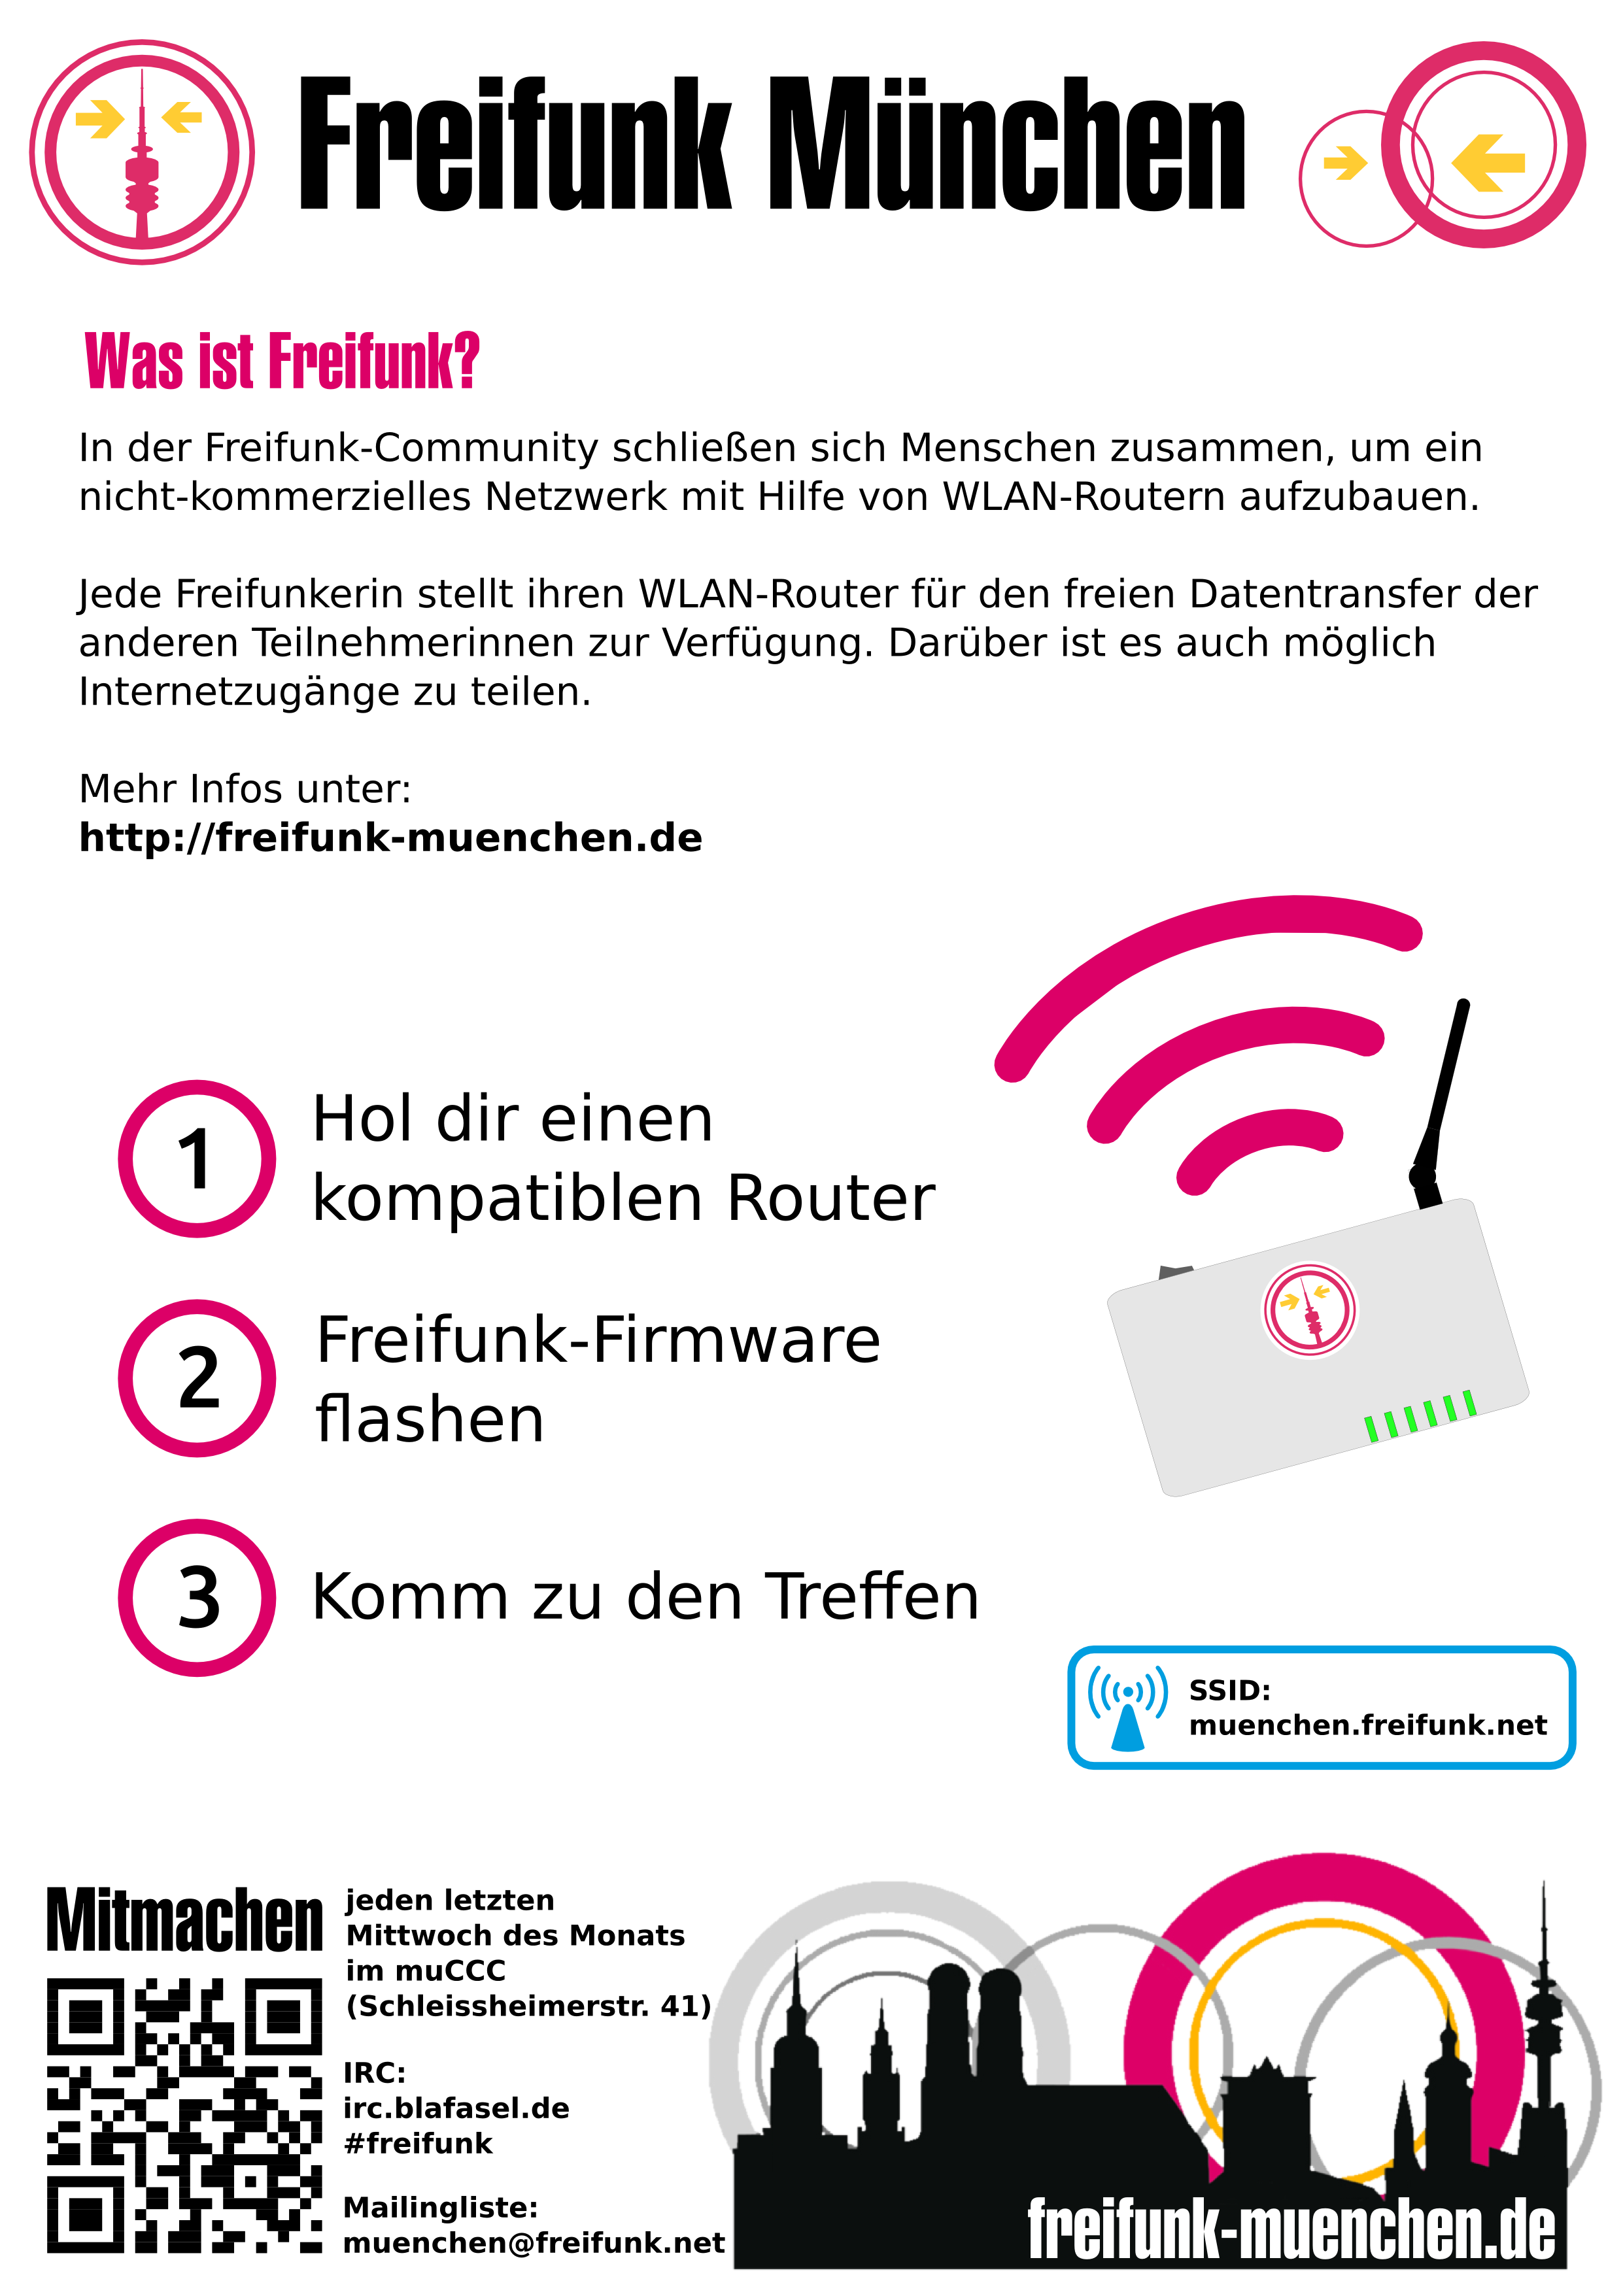 Freifunk München
Was ist Freifunk?
In der Freifunk-Community schließen sich Menschen zusammen, um ein
nicht-kommerzielles Netzwerk mit Hilfe von WLAN-Routern aufzubauen.
Jede Freifunkerin stellt ihren WLAN-Router für den freien Datentransfer der
anderen Teilnehmerinnen zur Verfügung. Darüber ist es auch möglich
Internetzugänge zu teilen.
Mehr Infos unter:
http://freifunk-muenchen.de
1
Hol dir einen
kompatiblen Router
2
Freifunk-Firmware
flashen
3
Komm zu den Treffen
SSID:
muenchen.freifunk.net
Mitmachen
jeden letzten
Mittwoch des Monats
im muCCC
(Schleissheimerstr. 41)
IRC:
irc.blafasel.de
#freifunk
Mailingliste:
muenchen@freifunk.net
freifunk-muenchen.de